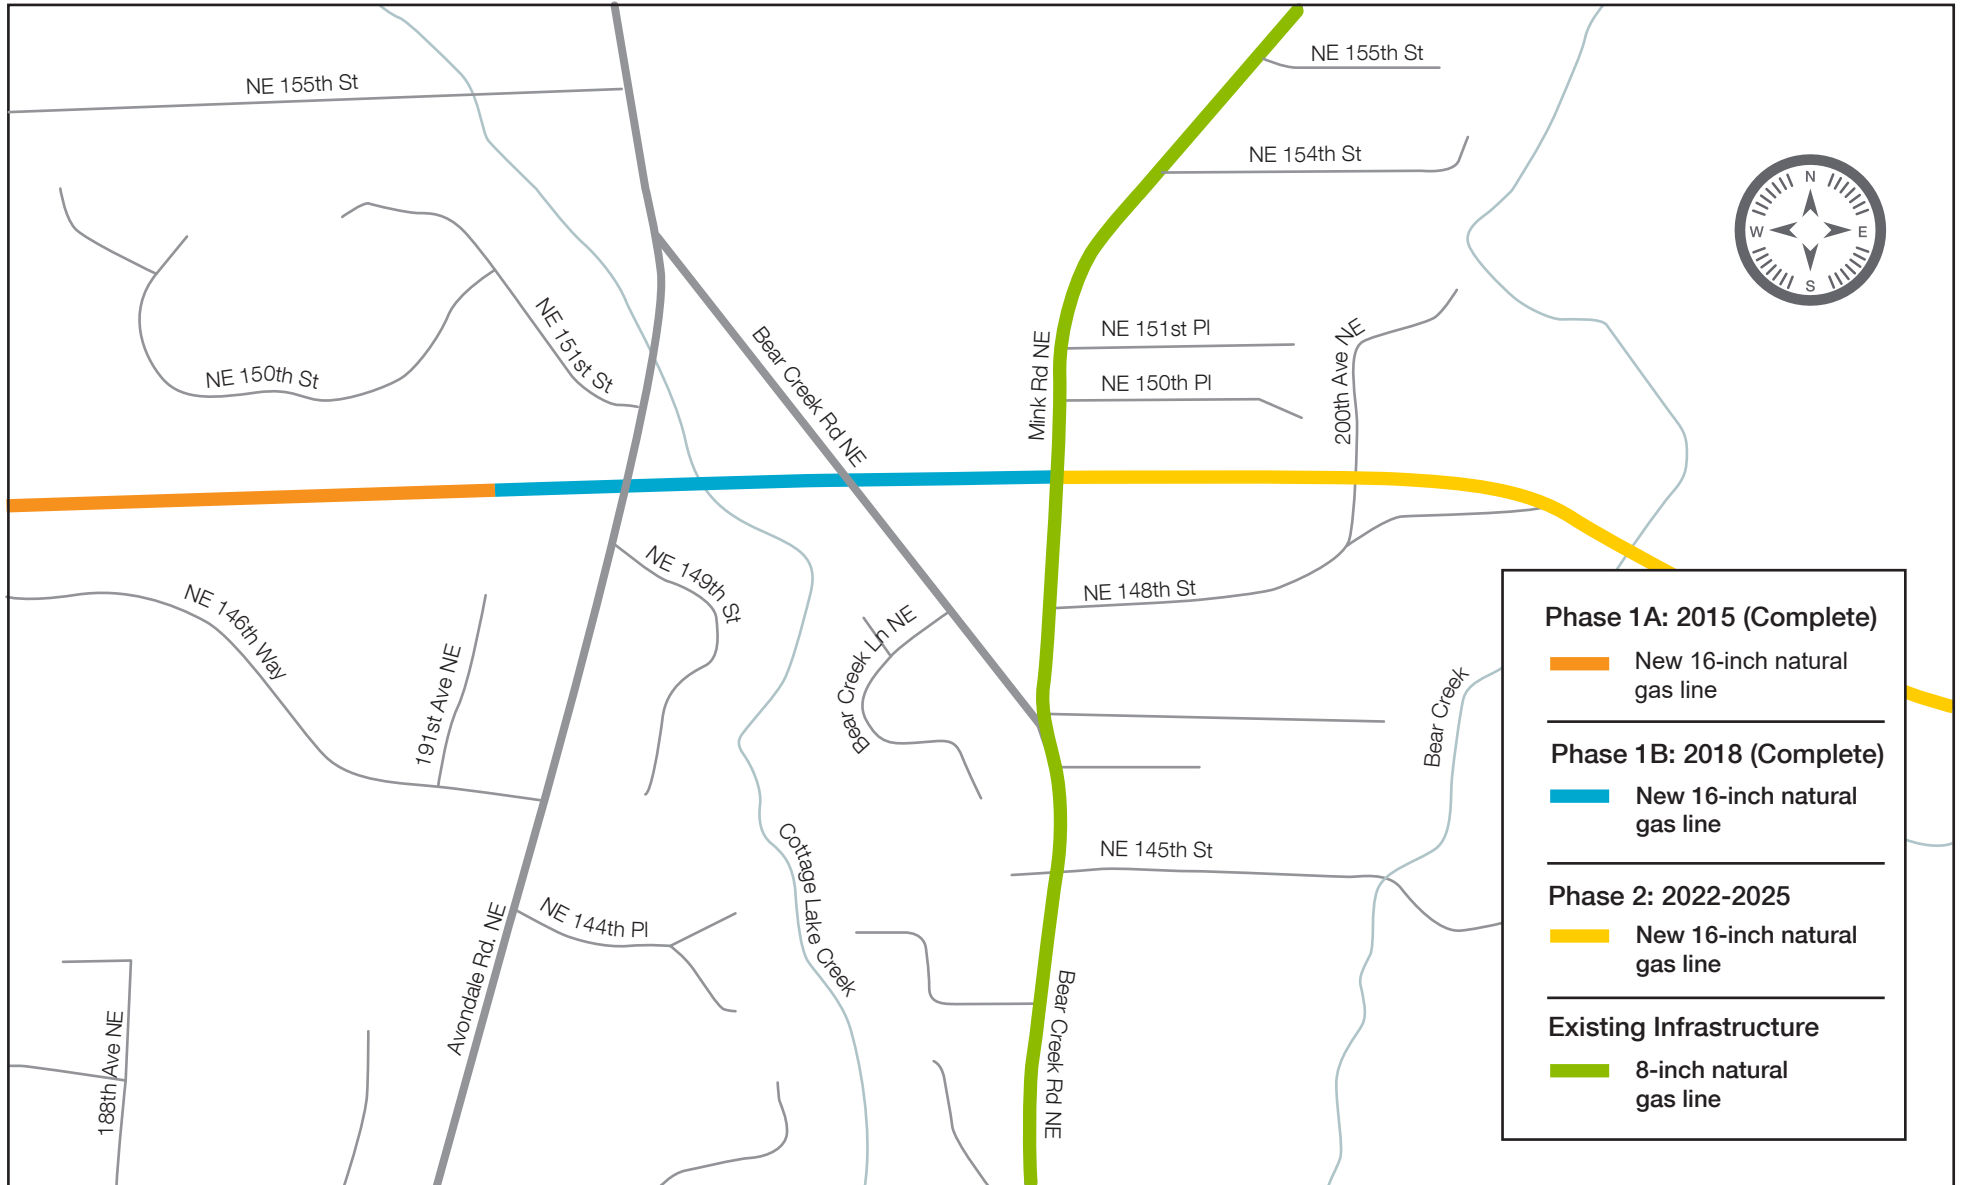 NE 155th St
NE 155th St
NE 154th St
N
W
E
S
NE 151st St
Bear Creek Rd NE
Mink Rd NE
NE 151st Pl
200th Ave NE
NE 150th St
NE 150th Pl
NE 149th St
NE 148th St
NE 146th Way
191st Ave NE
Bear Creek Ln NE
Bear Creek
Cottage Lake Creek
NE 145th St
NE 144th Pl
Avondale Rd. NE
Bear Creek Rd NE
188th Ave NE
Phase 1A: 2015 (Complete)
New 16-inch natural
gas line
Phase 1B: 2018 (Complete)
New 16-inch natural
gas line
Phase 2: 2022-2025
New 16-inch natural
gas line
Existing Infrastructure
8-inch natural
gas line